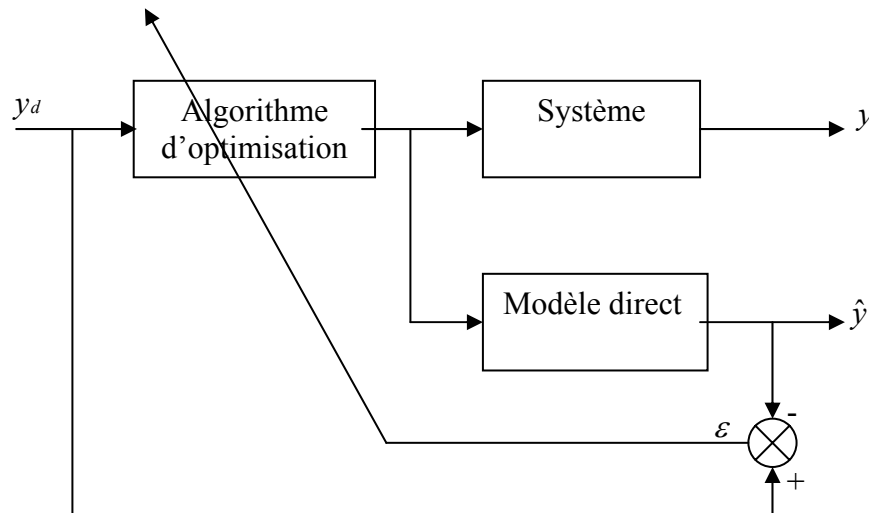 y_d
Algorithme
d’optimisation
Système
y
Modèle direct
ŷ
-
ε
+